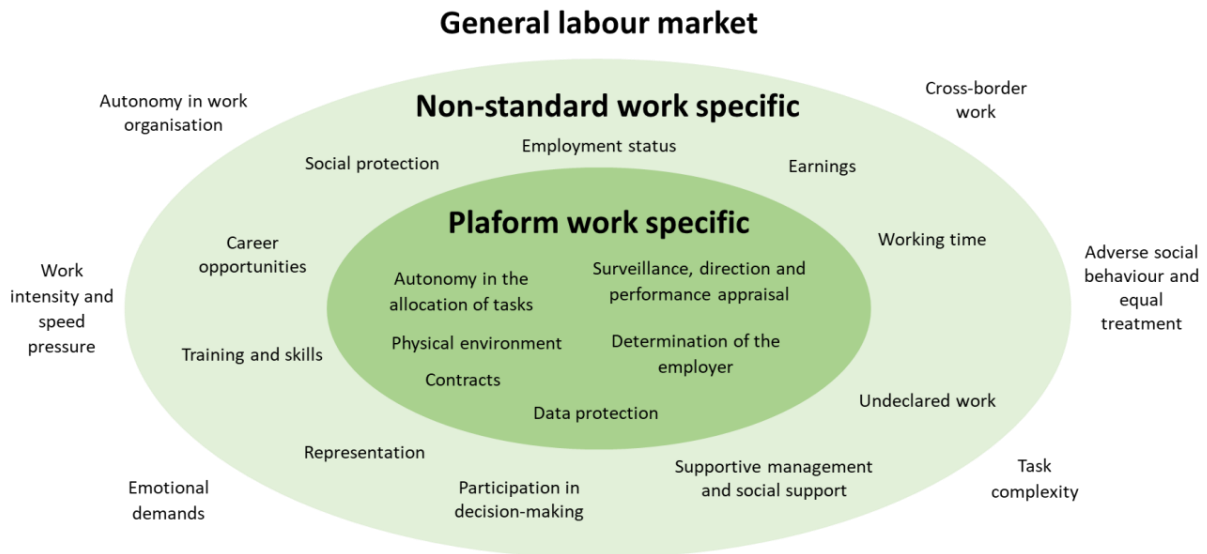 General labour market
Autonomy in work
organisation
Non-standard work specific
Cross-border
work
Social protection
Employment status
Earnings
Plaform work specific
Career
opportunities
Working time
Work
intensity and
speed
pressure
Autonomy in the
allocation of tasks
Surveillance, direction and
performance appraisal
Adverse social
behaviour and
equal
treatment
Training and skills
Physical environment
Determination of the
employer
Contracts
Data protection
Undeclared work
Representation
Emotional
demands
Participation in
decision-making
Supportive management
and social support
Task
complexity